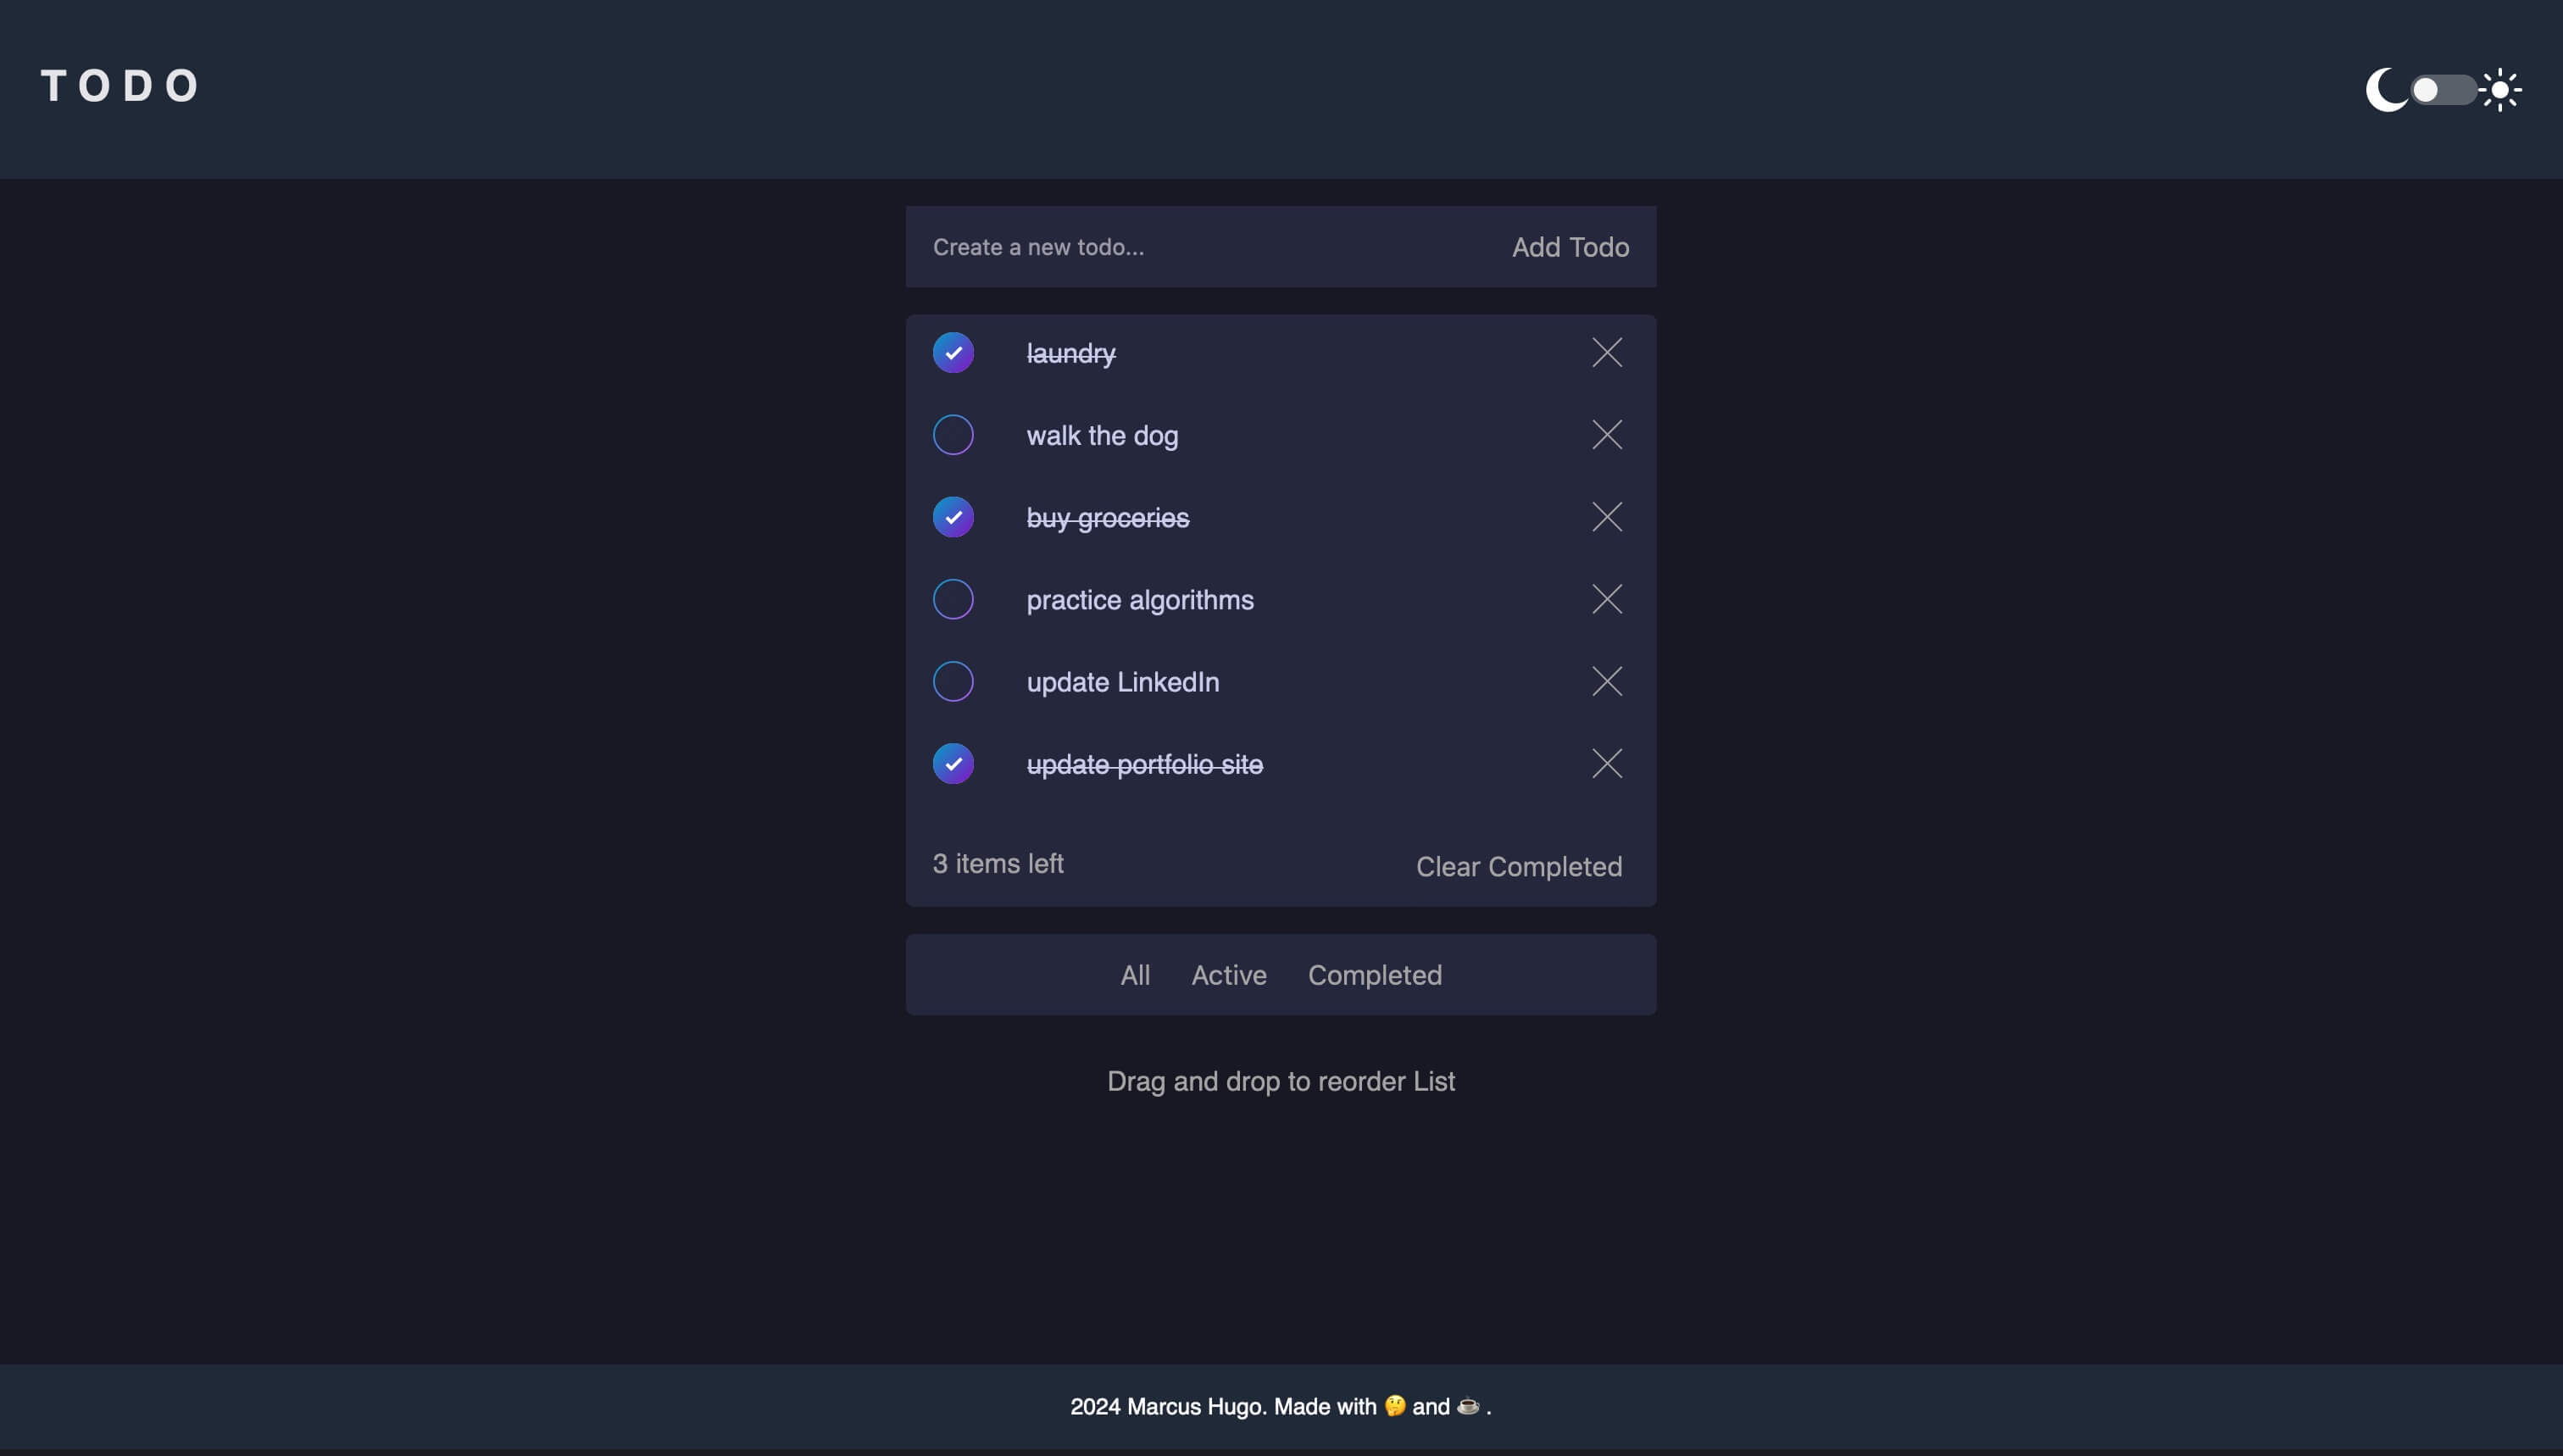 TODO
Create a new todo... Add Todo
laundry
walk the dog
buy groceries
practice algorithms
update LinkedIn
update portfolio site
3 items left Clear Completed
All Active Completed
Drag and drop to reorder List
2024 Marcus Hugo. Made with 🤔 and ☕ .